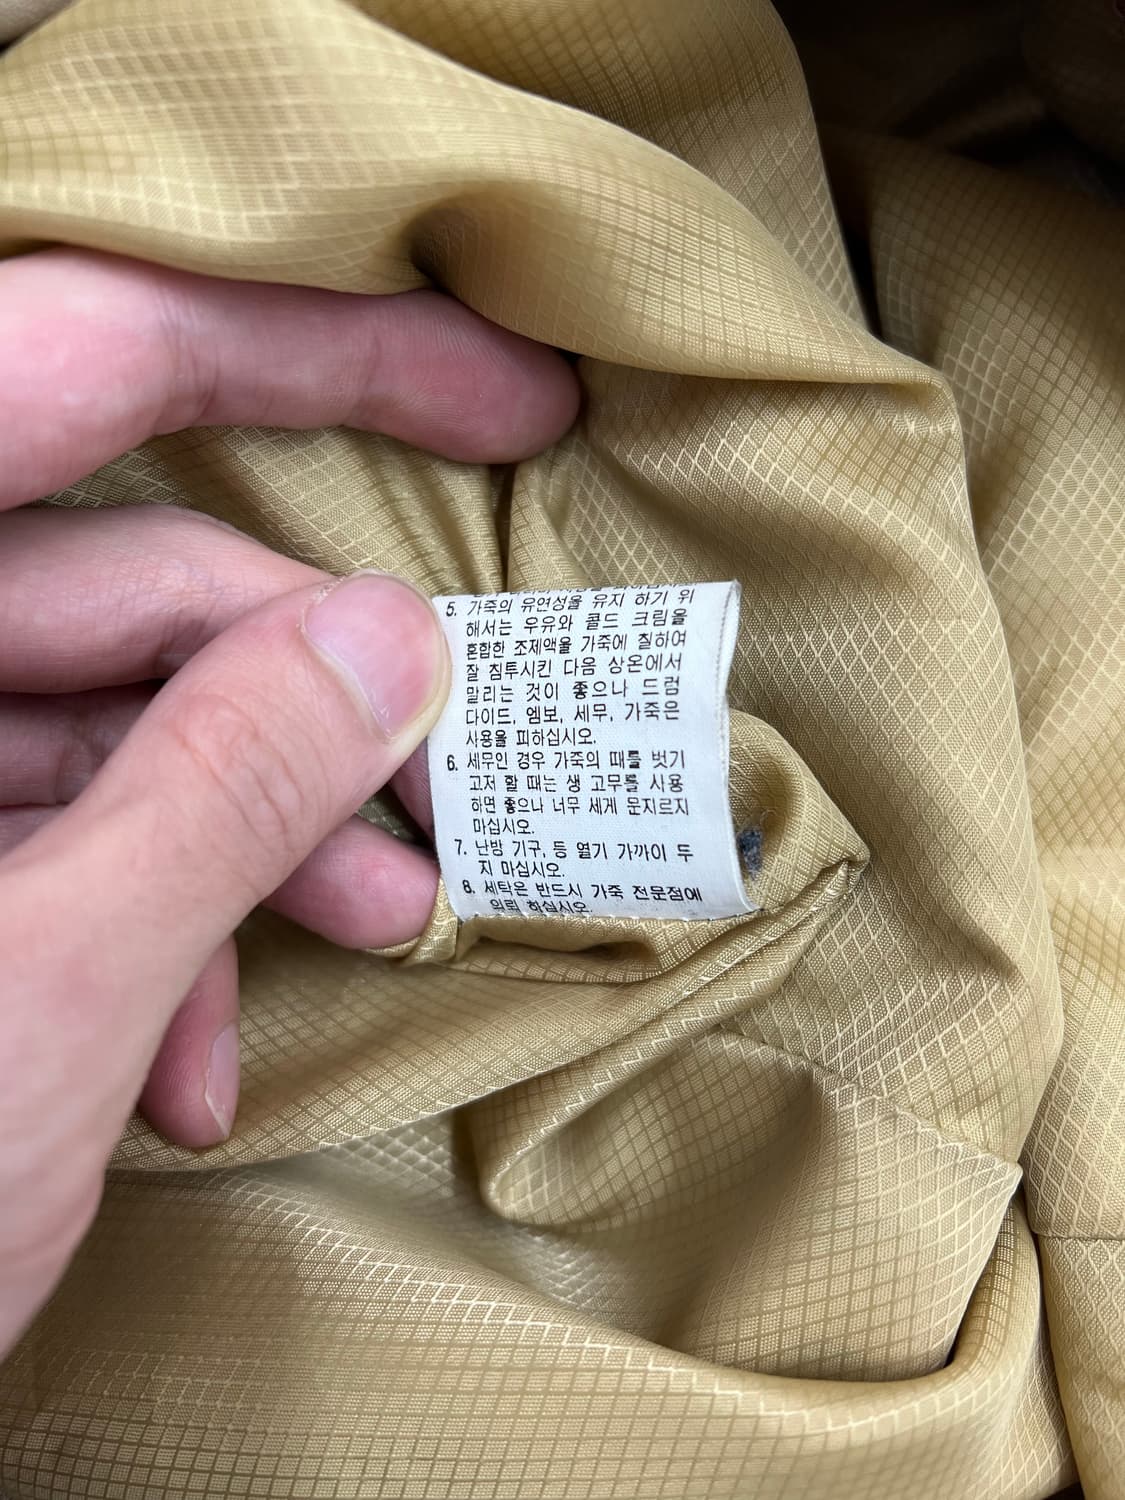 5. 가죽의 유연성을 유지 하기 위
해서는 우유와 콜드 크림을
혼합한 조제액을 가죽에 칠하여
잘 침투시킨 다음 상온에서
말리는 것이 좋으나 드럼
다이드, 엠보, 세무, 가죽은
사용을 피하십시오.
6. 세무인 경우 가죽의 때를 벗기
고저 할 때는 생 고무를 사용
하면 좋으나 너무 세게 문지르지
마십시오.
7. 난방 기구, 등 열기 가까이 두
지 마십시오.
8. 세탁은 반드시 가죽 전문점에
의뢰 하십시오.